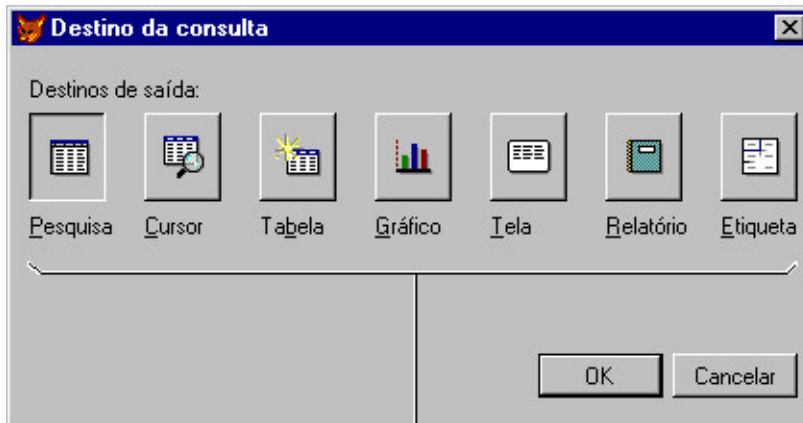 Destino da consulta
Destinos de saída:
Pesquisa Cursor Tabela Gráfico Tela Relatório Etiqueta
OK Cancelar